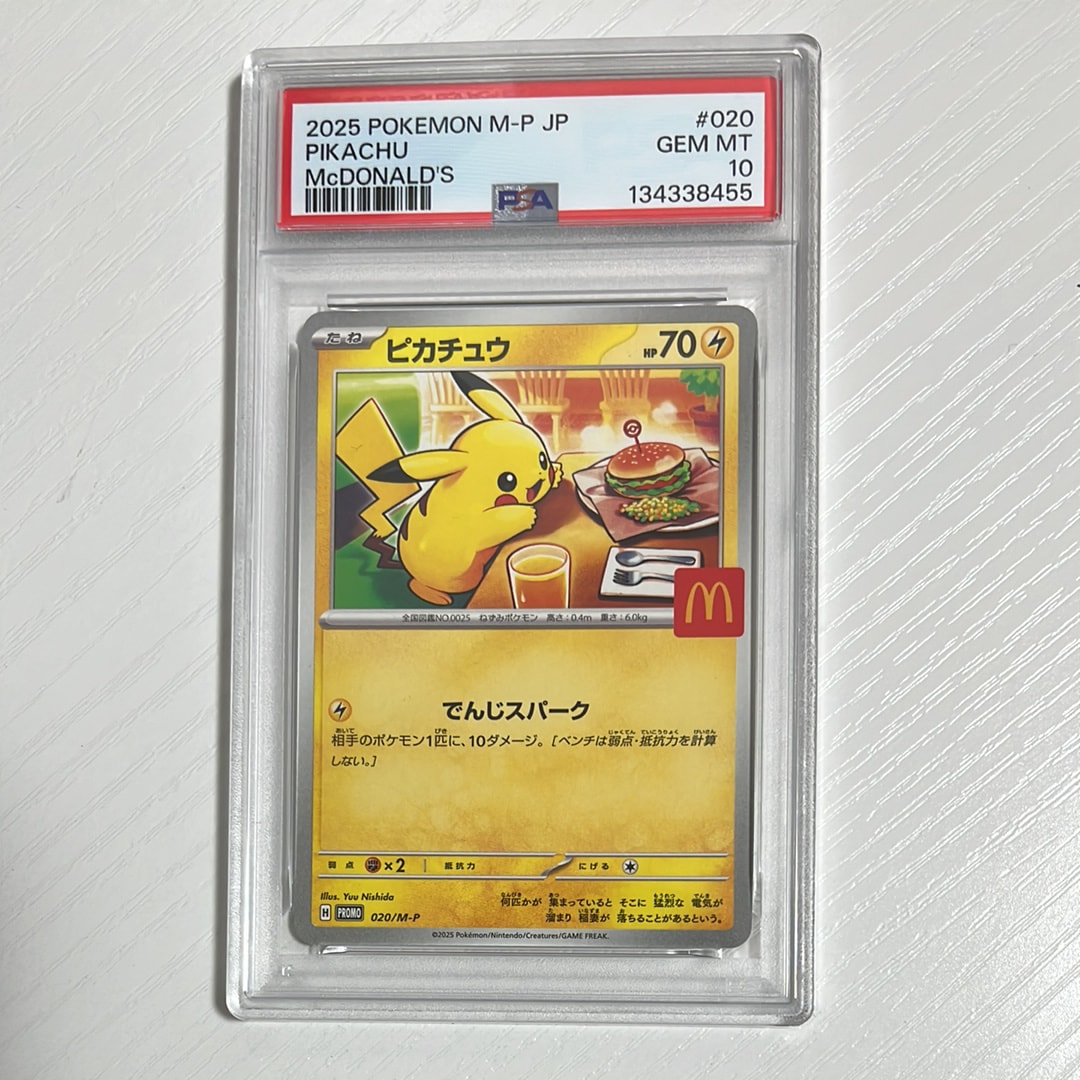 2025 POKEMON M-P JP #020
PIKACHU GEM MT
McDONALD'S 10
134338455
PSA
たね ピカチュウ HP70
M
全国図鑑NO.0025 ねずみポケモン 高さ:0.4m 重さ:6.0kg
でんじスパーク
相手のポケモン1匹に、10ダメージ。[ベンチは弱点・抵抗力を計算
しない。]
弱点 ×2 抵抗力 にげる
Illus. Yuu Nishida
何匹かが 集まっていると そこに 猛烈な 電気が
溜まり 稲妻が 落ちることがあるという。
H PROMO 020/M-P
©2025 Pokémon/Nintendo/Creatures/GAME FREAK.